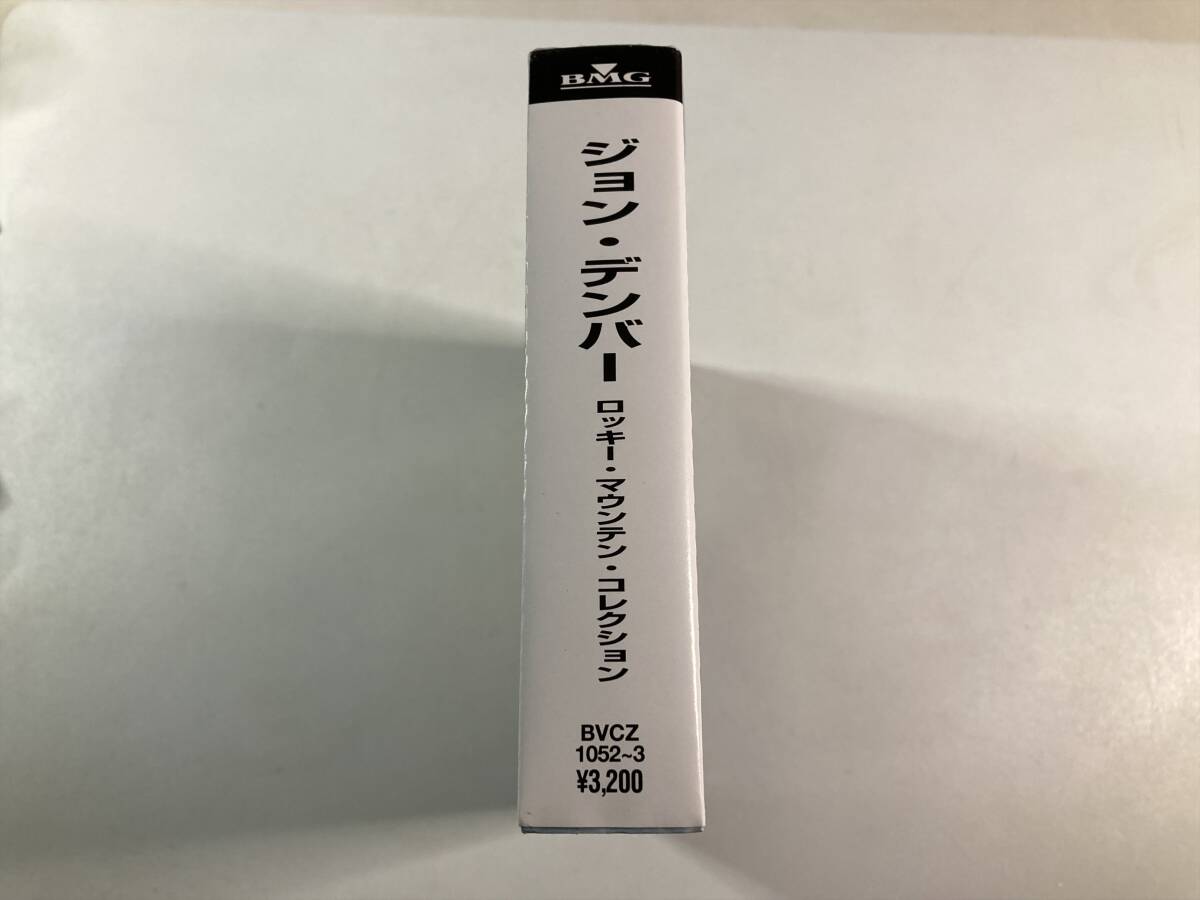 BMG
ジョン・デンバー
ロッキー・マウンテン・コレクション
BVCZ
1052~3
¥3,200